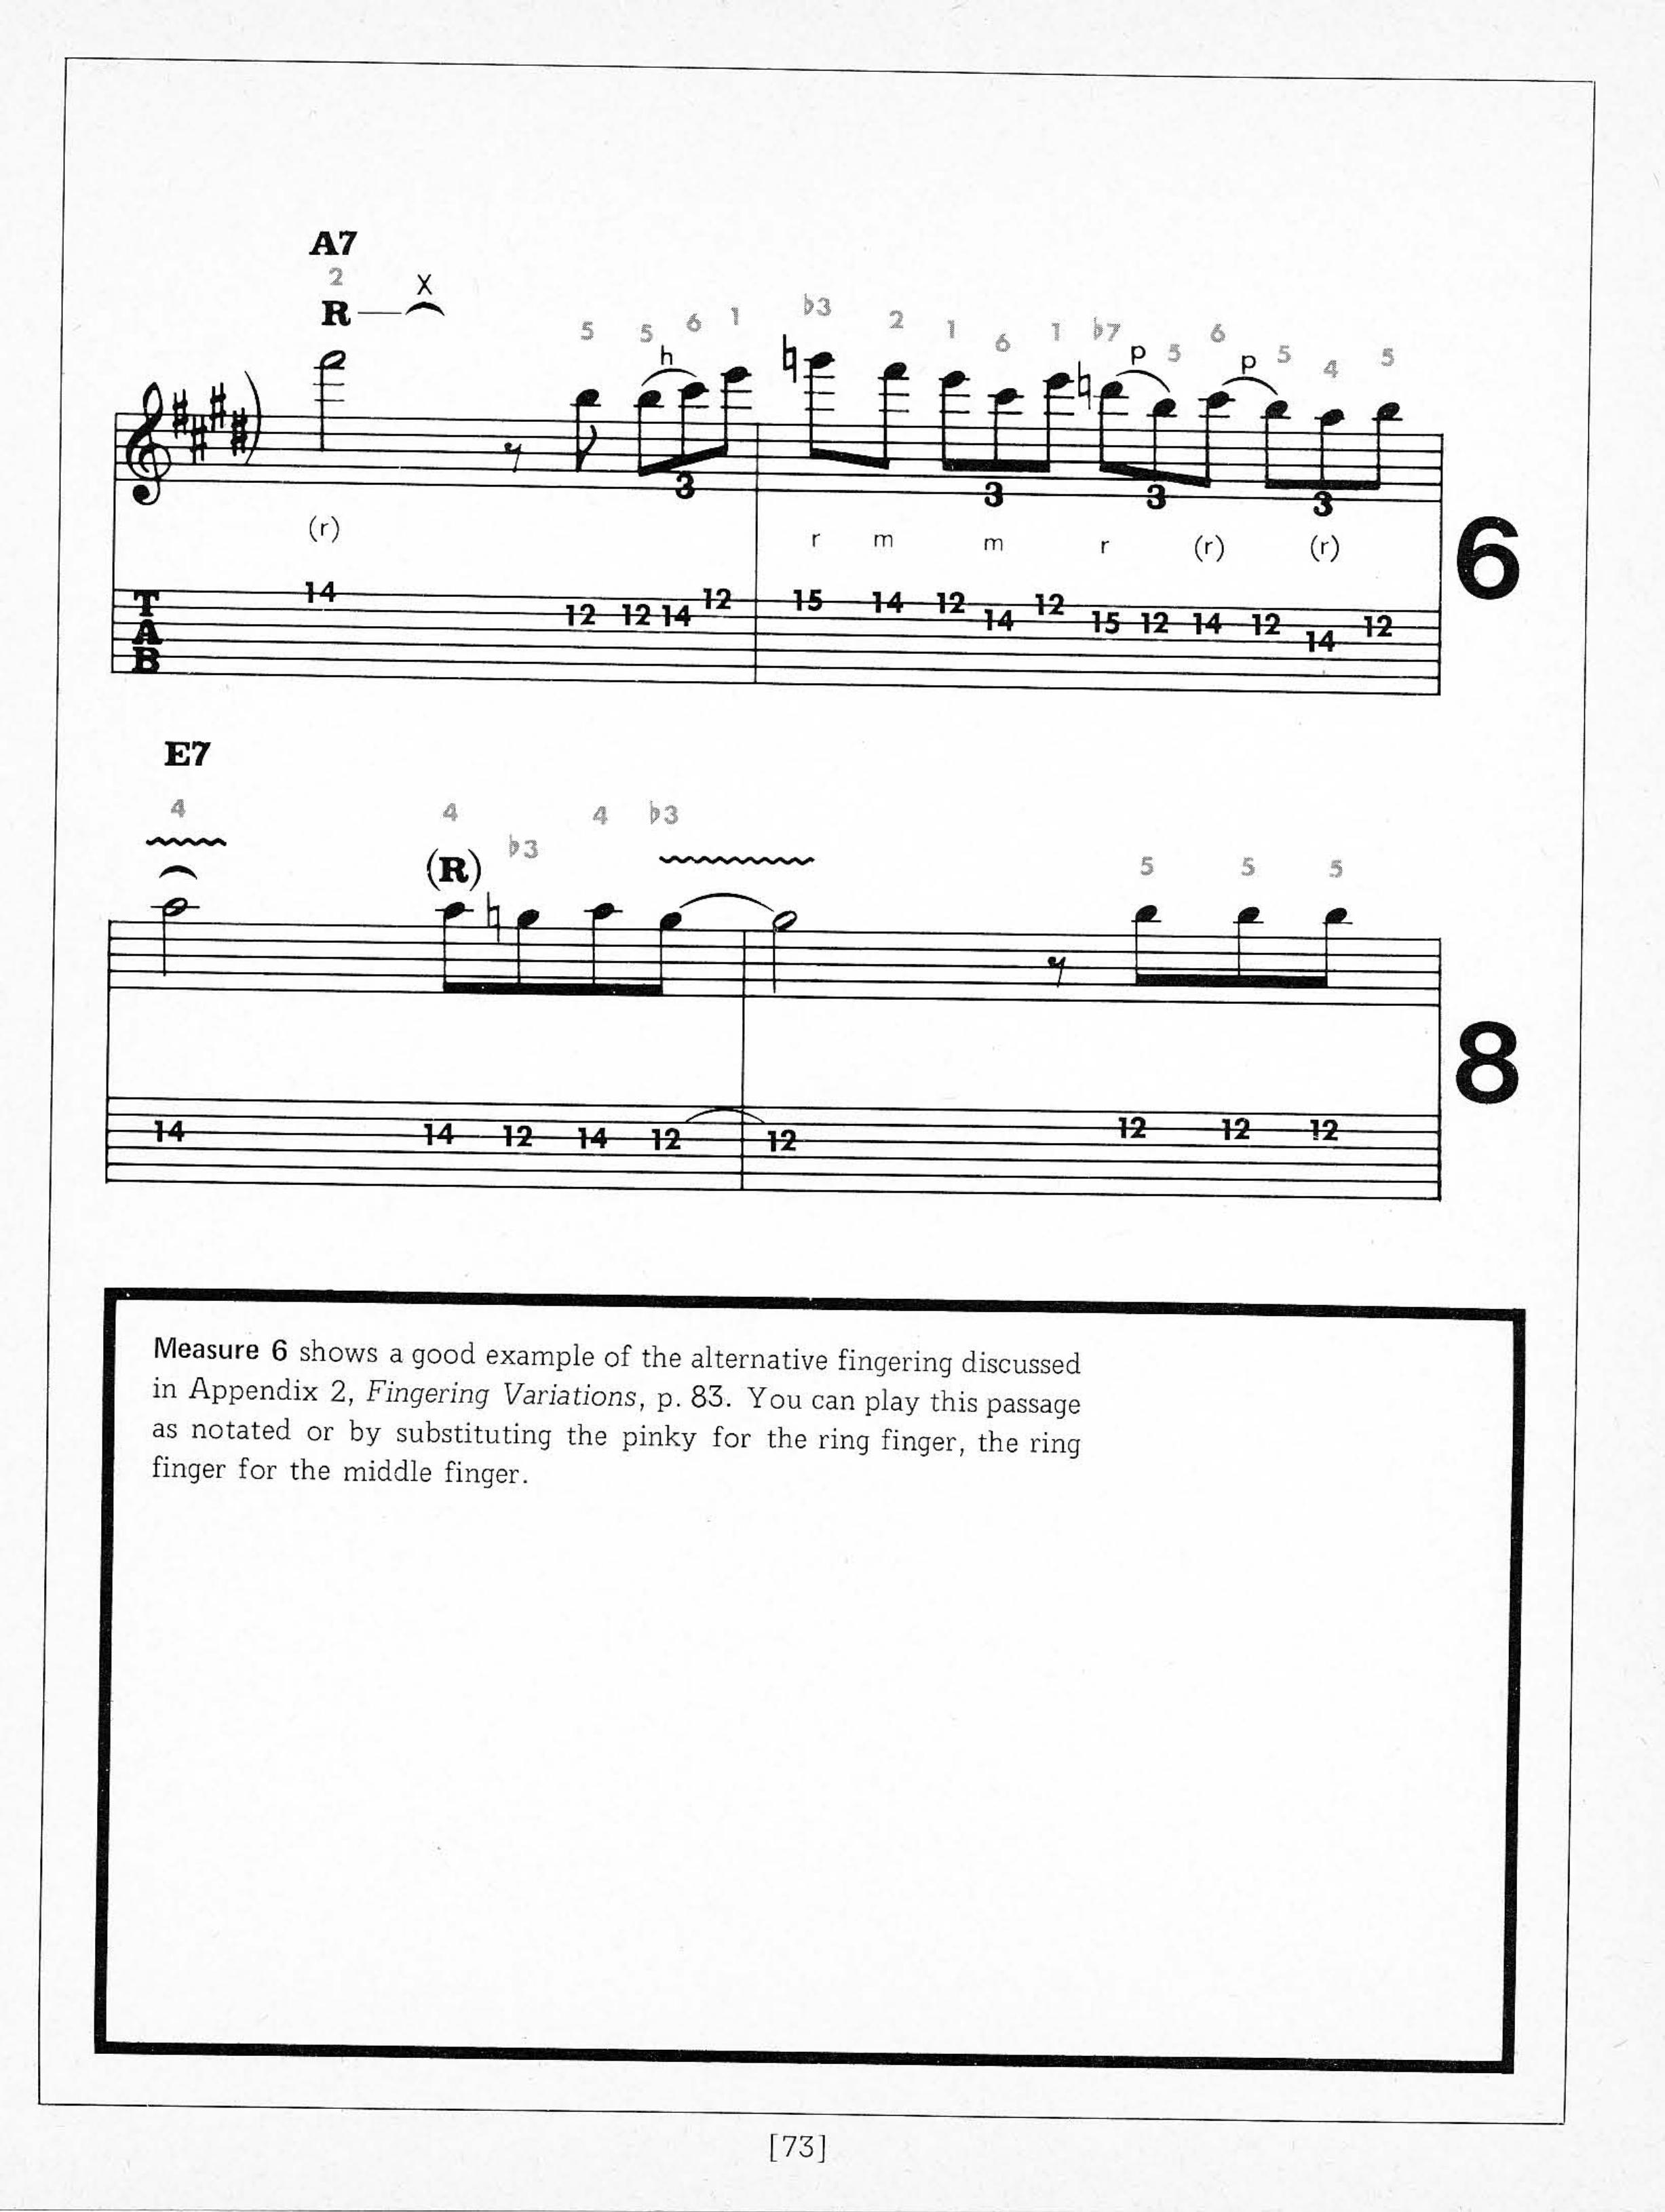 A7
2 X
R
5 5 6 1 ♭3 2 1 6 1 ♭7 5 6 5 4 5
h p p
3 3 3 3
(r) r m m r (r) (r)
6
T
A
B
14 12 12 14 12 15 14 12 14 12 15 12 14 12 14 12
E7
4 4 ♭3 4 ♭3 5 5 5
(R)
8
14 14 12 14 12 12 12 12 12
Measure 6 shows a good example of the alternative fingering discussed
in Appendix 2, Fingering Variations, p. 83. You can play this passage
as notated or by substituting the pinky for the ring finger, the ring
finger for the middle finger.
[73]